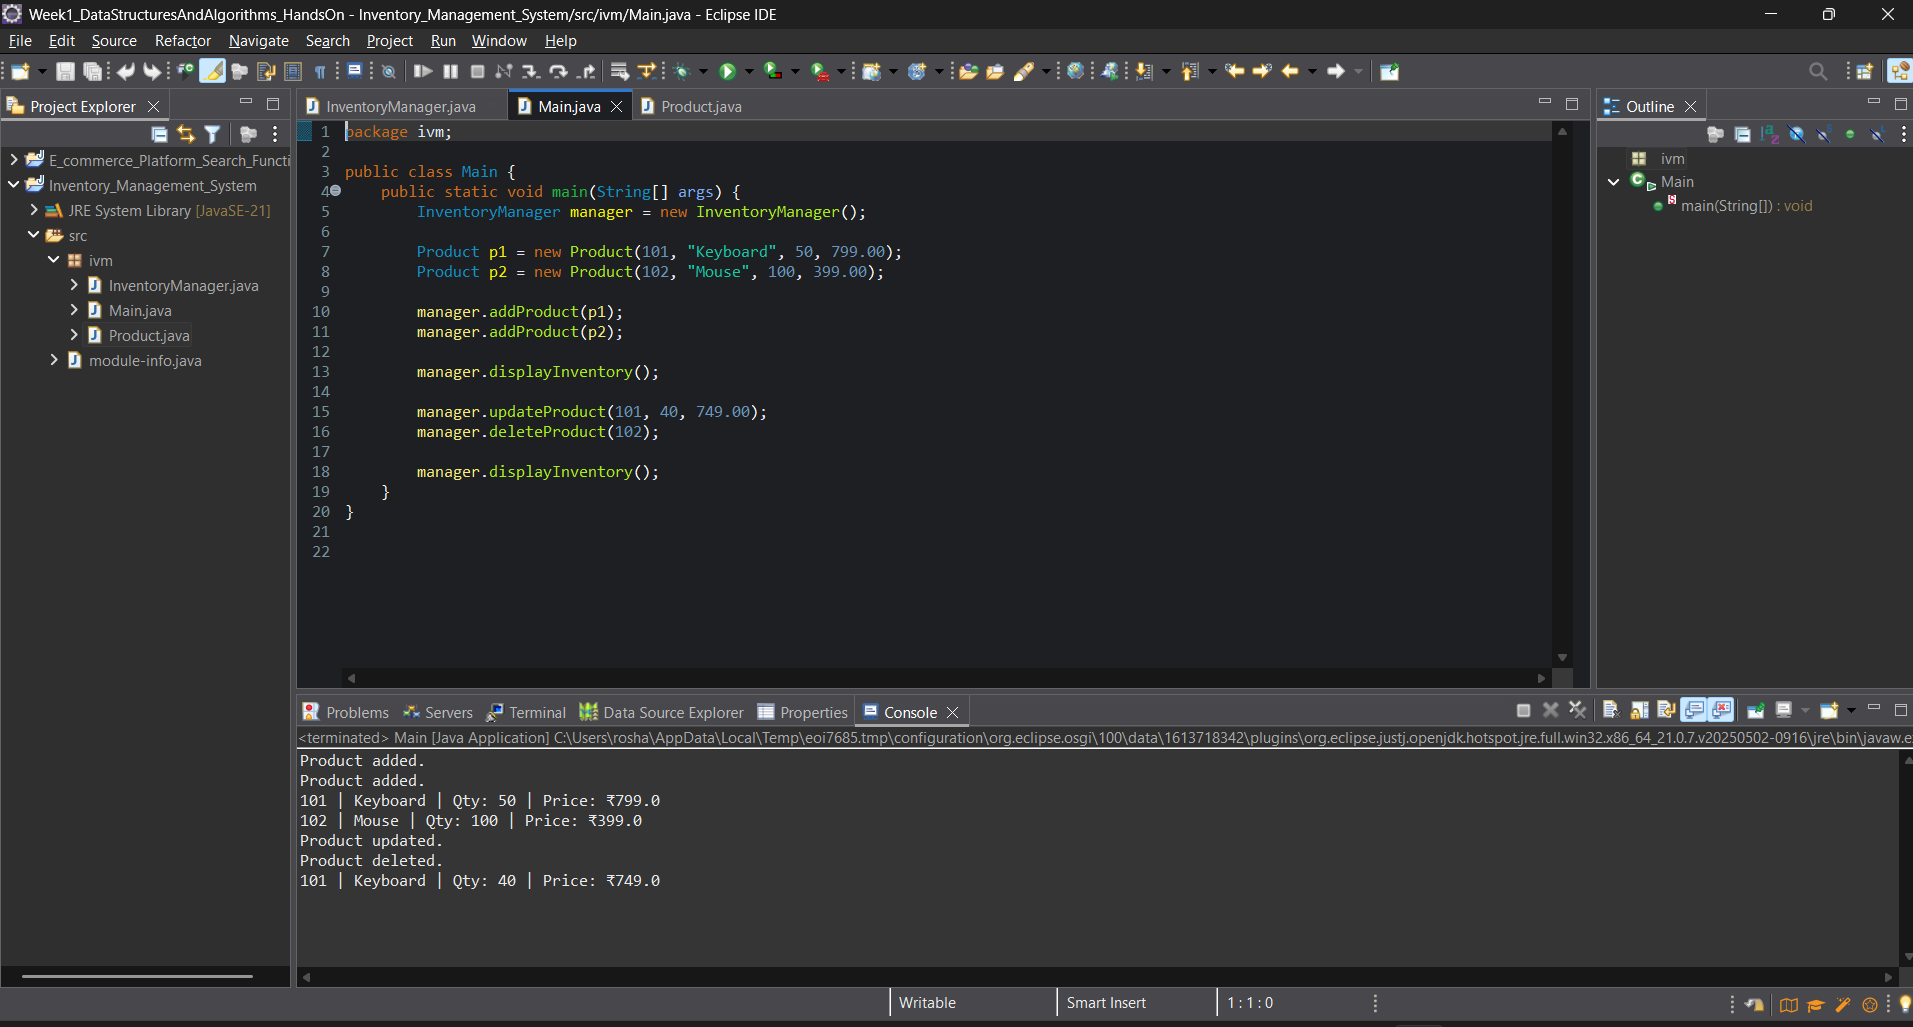 Week1_DataStructuresAndAlgorithms_HandsOn - Inventory_Management_System/src/ivm/Main.java - Eclipse IDE
File Edit Source Refactor Navigate Search Project Run Window Help
Project Explorer
E_commerce_Platform_Search_Functi
Inventory_Management_System
JRE System Library [JavaSE-21]
src
ivm
InventoryManager.java
Main.java
Product.java
module-info.java
InventoryManager.java Main.java Product.java
1 package ivm;
2
3 public class Main {
4 public static void main(String[] args) {
5 InventoryManager manager = new InventoryManager();
6
7 Product p1 = new Product(101, "Keyboard", 50, 799.00);
8 Product p2 = new Product(102, "Mouse", 100, 399.00);
9
10 manager.addProduct(p1);
11 manager.addProduct(p2);
12
13 manager.displayInventory();
14
15 manager.updateProduct(101, 40, 749.00);
16 manager.deleteProduct(102);
17
18 manager.displayInventory();
19 }
20 }
21
22
Outline
ivm
Main
main(String[]) : void
Problems Servers Terminal Data Source Explorer Properties Console
<terminated> Main [Java Application] C:\Users\rosha\AppData\Local\Temp\eoi7685.tmp\configuration\org.eclipse.osgi\100\data\1613718342\plugins\org.eclipse.justj.openjdk.hotspot.jre.full.win32.x86_64_21.0.7.v20250502-0916\jre\bin\javaw.e
Product added.
Product added.
101 | Keyboard | Qty: 50 | Price: ₹799.0
102 | Mouse | Qty: 100 | Price: ₹399.0
Product updated.
Product deleted.
101 | Keyboard | Qty: 40 | Price: ₹749.0
Writable Smart Insert 1 : 1 : 0